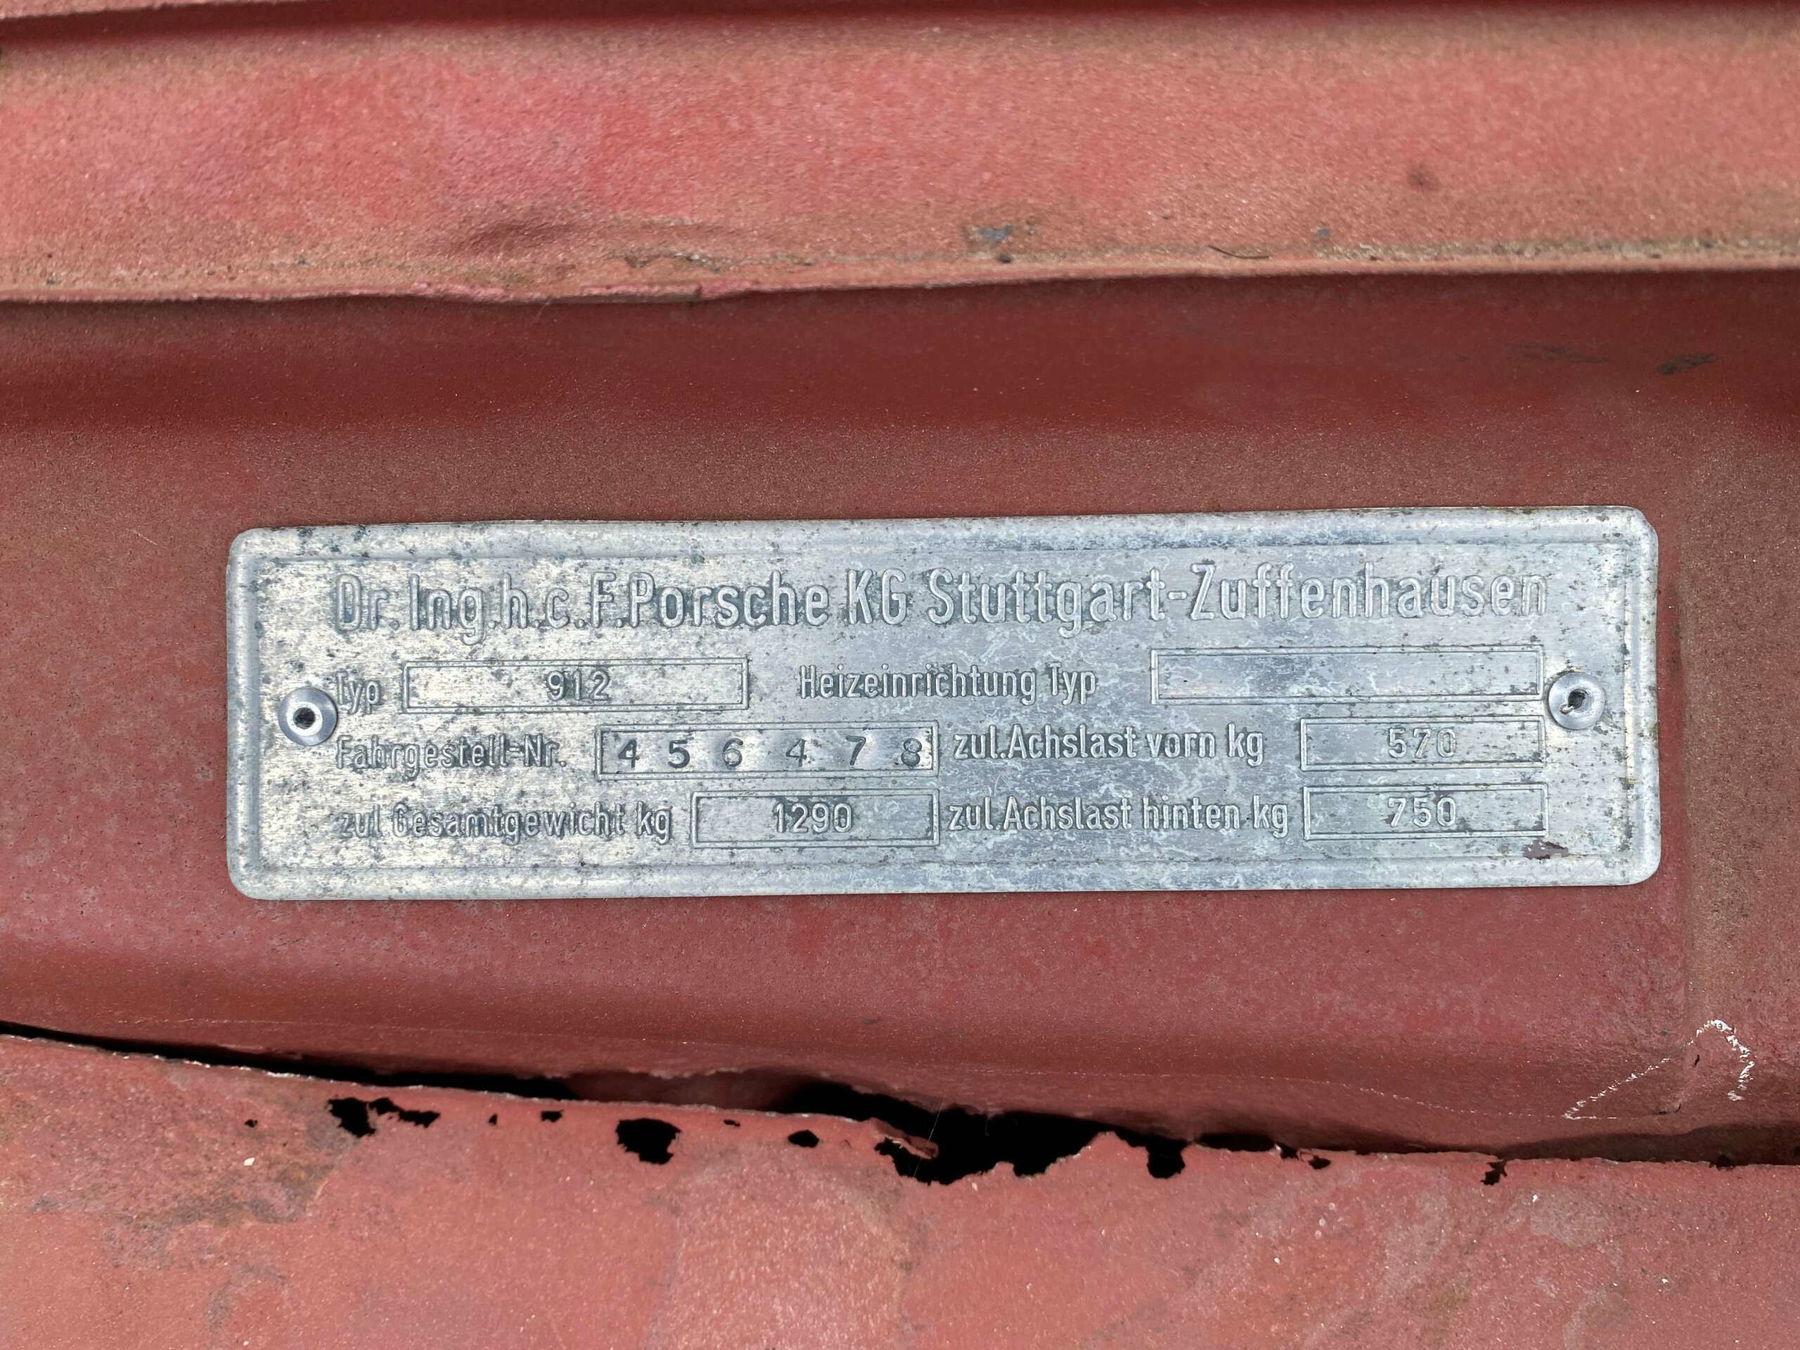 Dr. Ing. h.c. F. Porsche KG Stuttgart-Zuffenhausen
Typ 912 Heizeinrichtung Typ
Fahrgestell-Nr. 456478 zul. Achslast vorn kg 570
zul Gesamtgewicht kg 1290 zul. Achslast hinten kg 750